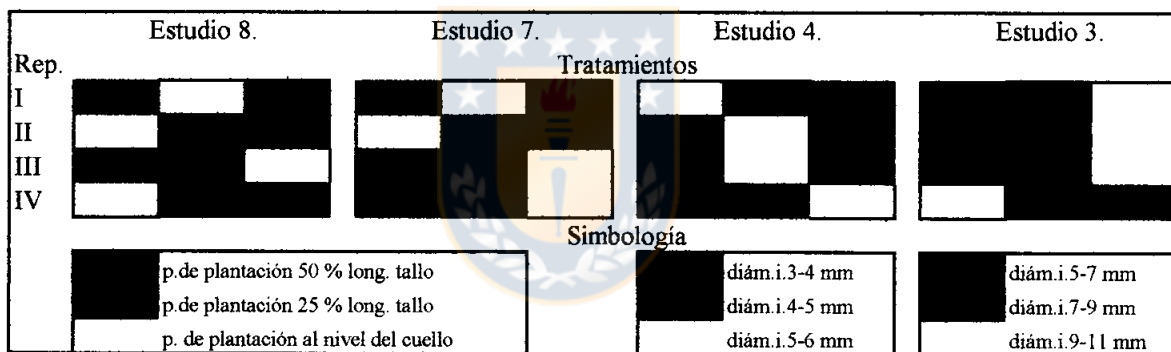 Estudio 8. Estudio 7. Estudio 4. Estudio 3.
Rep. Tratamientos
I
II
III
IV
Simbología
p.de plantación 50 % long. tallo diám.i.3-4 mm diám.i.5-7 mm
p.de plantación 25 % long. tallo diám.i.4-5 mm diám.i.7-9 mm
p. de plantación al nivel del cuello diám.i.5-6 mm diám.i.9-11 mm